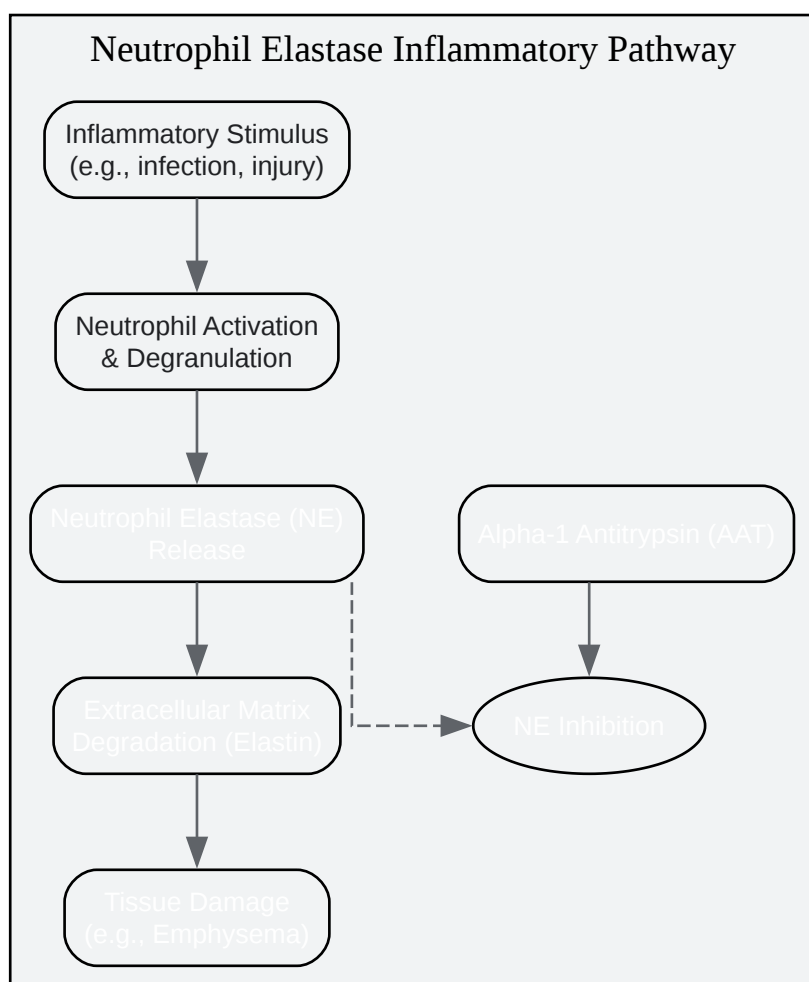 Neutrophil Elastase Inflammatory Pathway
Inflammatory Stimulus
(e.g., infection, injury)
Neutrophil Activation
& Degranulation
Neutrophil Elastase (NE)
Release
Alpha-1 Antitrypsin (AAT)
Extracellular Matrix
Degradation (Elastin)
NE Inhibition
Tissue Damage
(e.g., Emphysema)